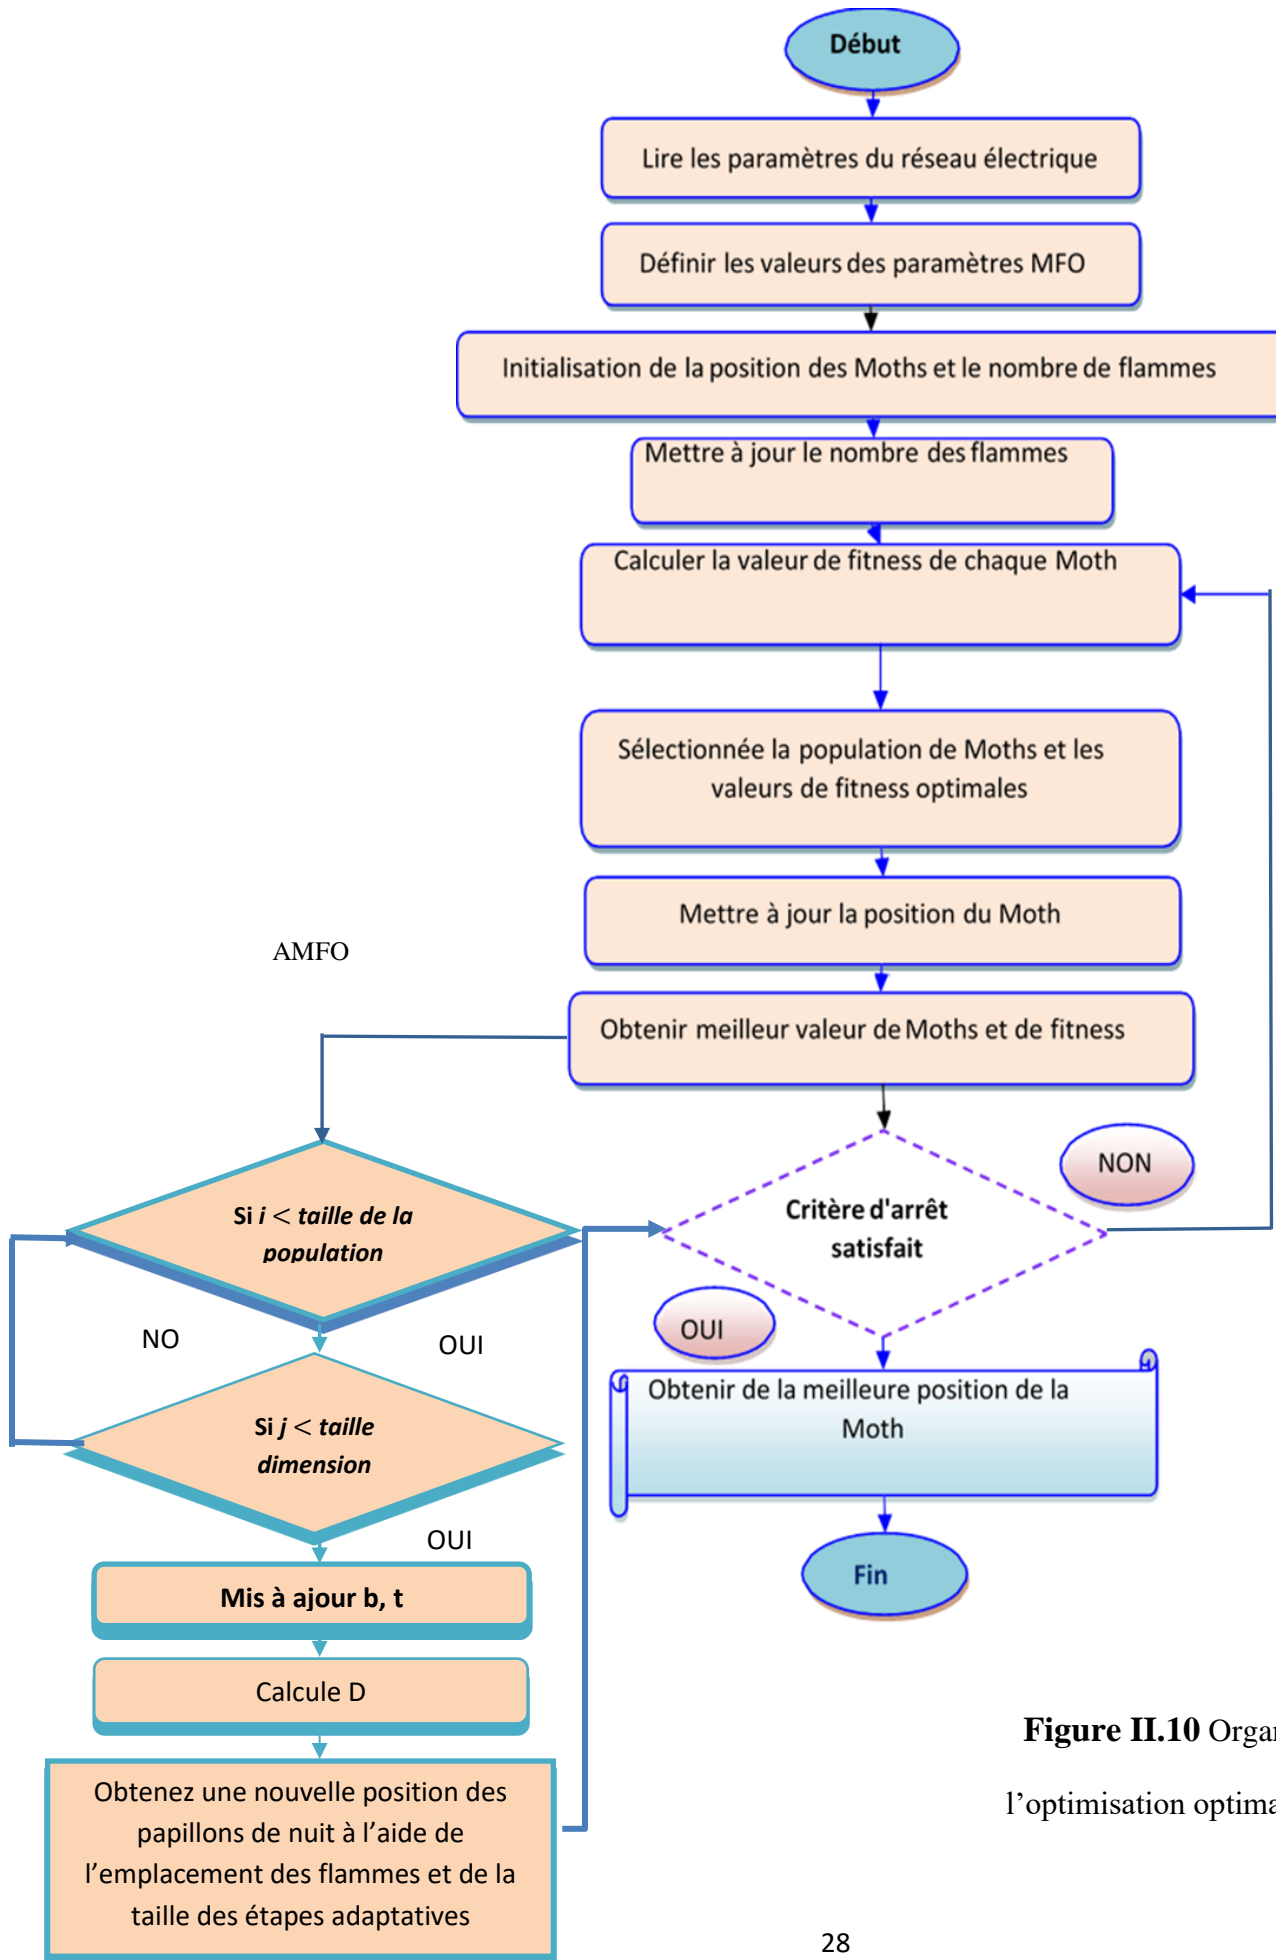 Début
Lire les paramètres du réseau électrique
Définir les valeurs des paramètres MFO
Initialisation de la position des Moths et le nombre de flammes
Mettre à jour le nombre des flammes
Calculer la valeur de fitness de chaque Moth
Sélectionnée la population de Moths et les
valeurs de fitness optimales
Mettre à jour la position du Moth
AMFO
Obtenir meilleur valeur de Moths et de fitness
NON
Critère d'arrêt
satisfait
Si i < taille de la
population
NO
OUI
OUI
Obtenir de la meilleure position de la
Moth
Si j < taille
dimension
OUI
Fin
Mis à ajour b, t
Calcule D
Obtenez une nouvelle position des
papillons de nuit à l’aide de
l’emplacement des flammes et de la
taille des étapes adaptatives
Figure II.10
l’optimisation
28